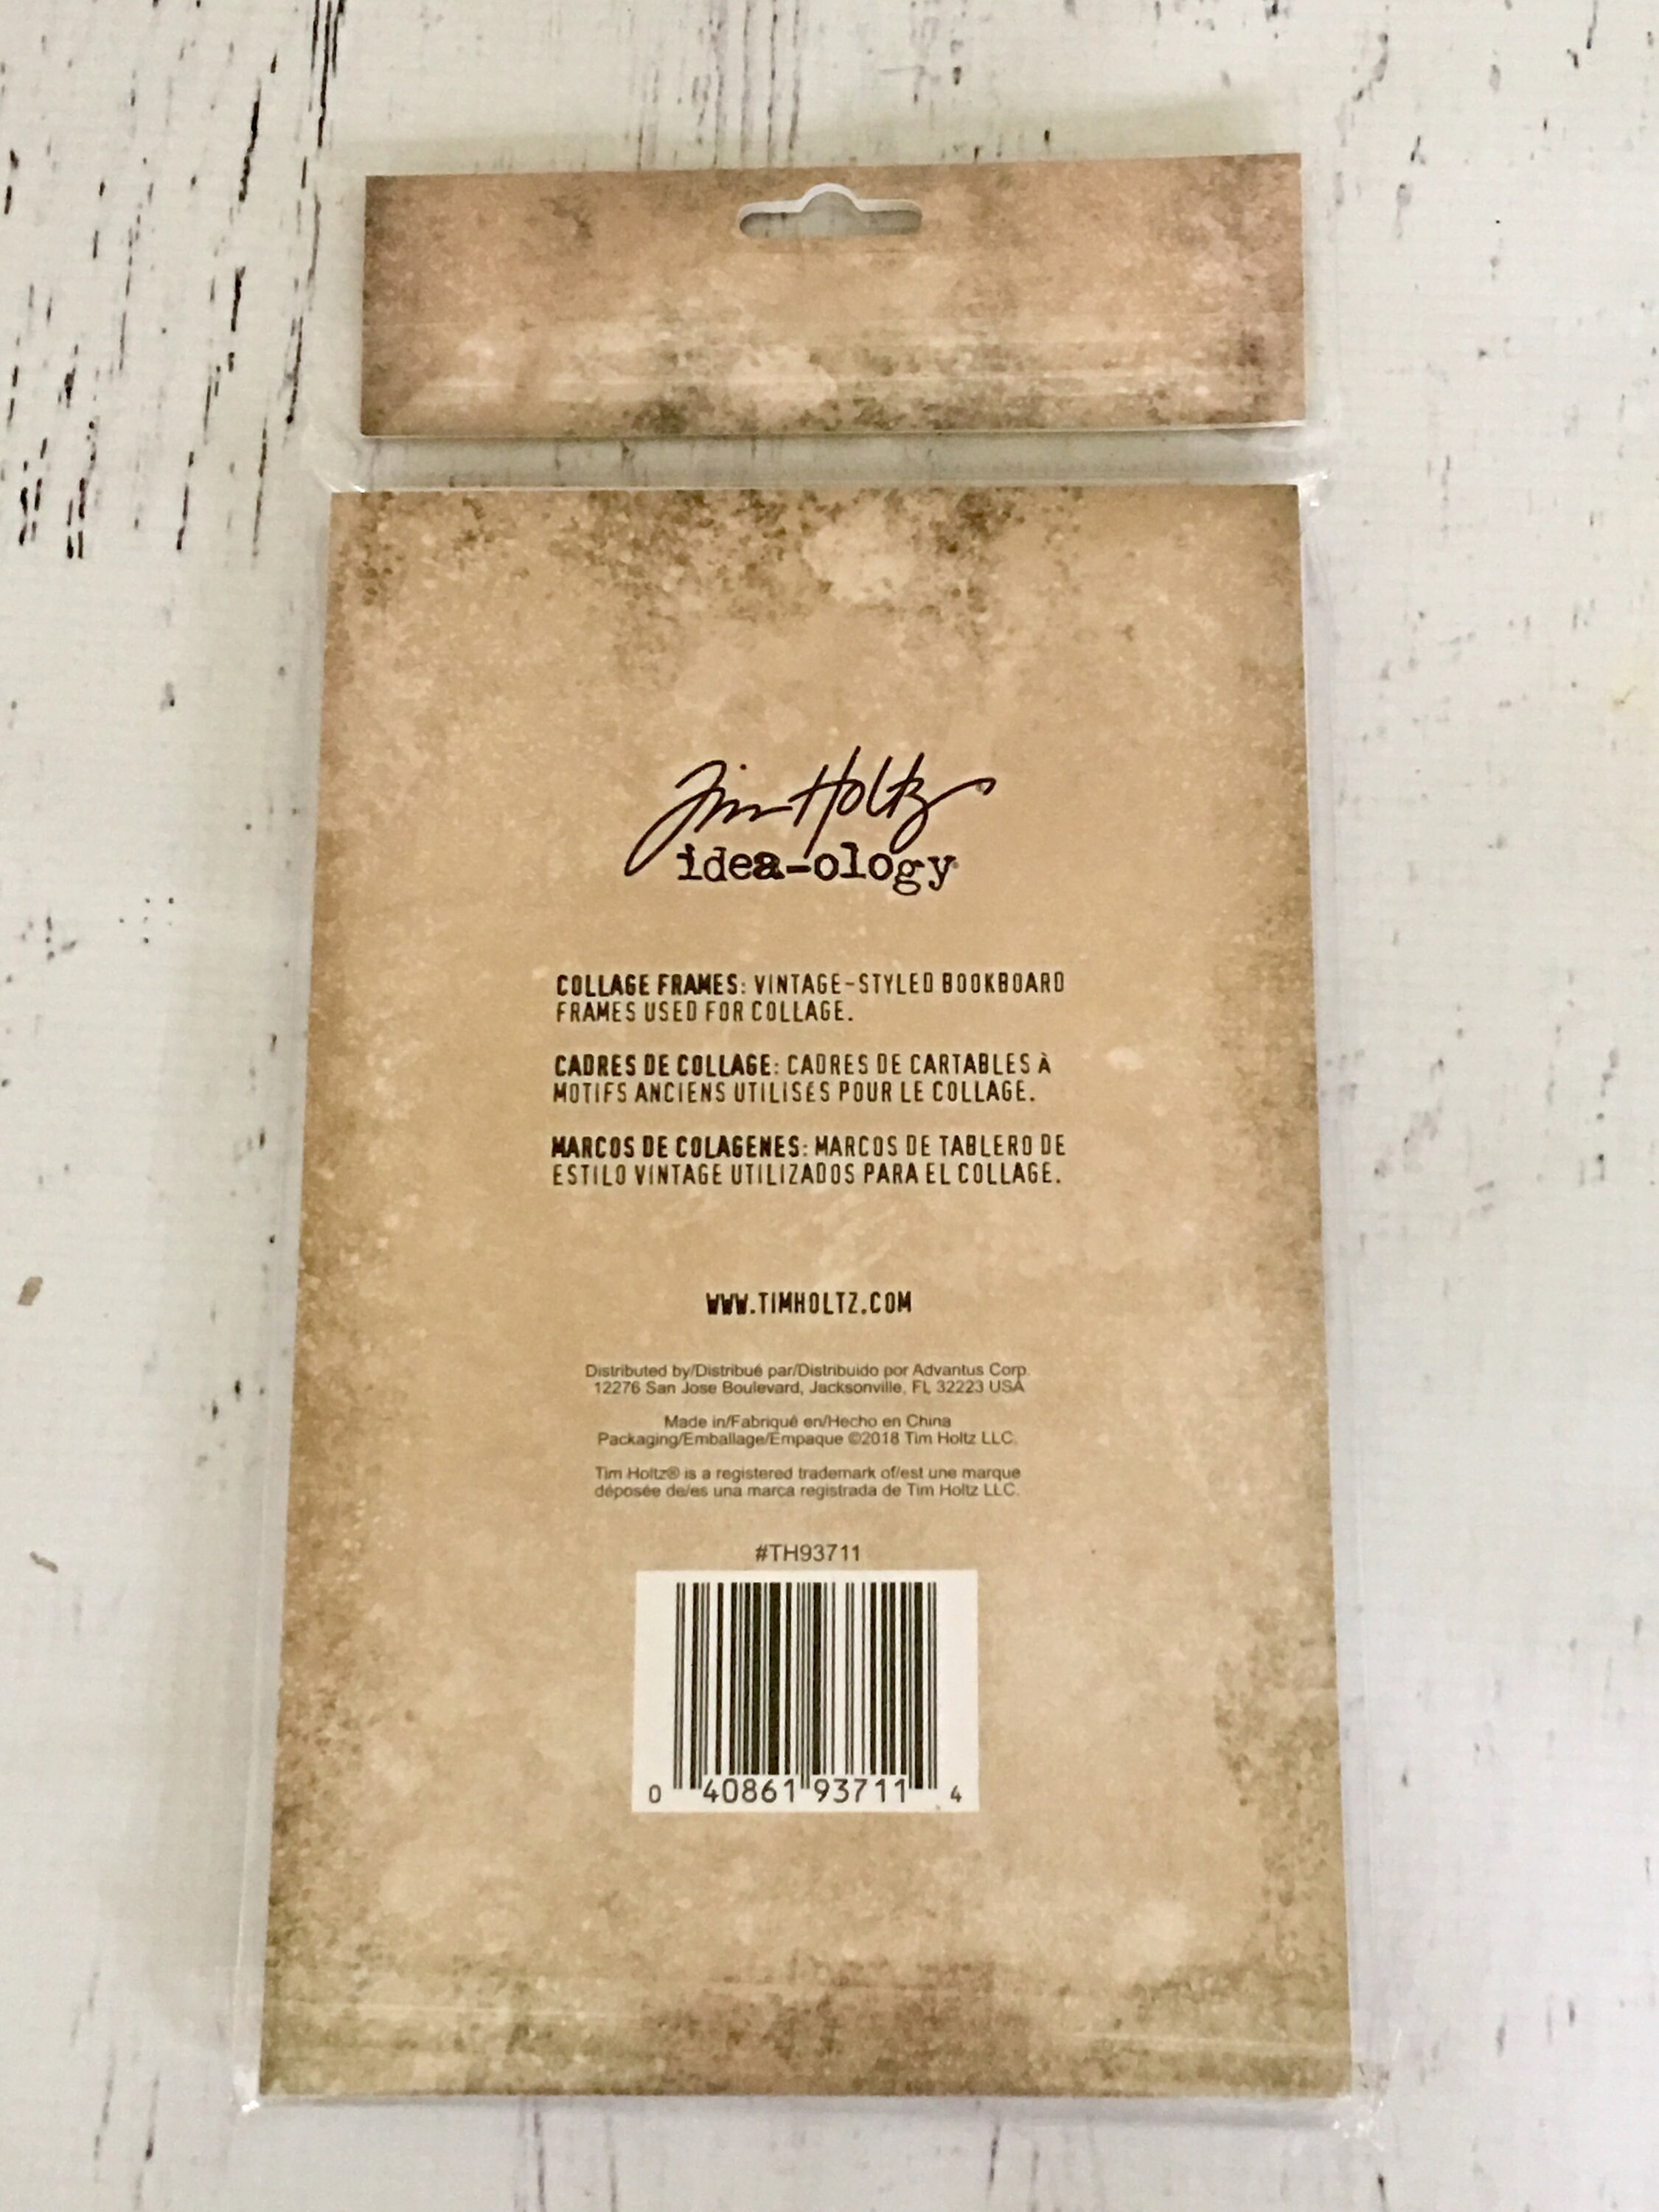 Tim Holtz
idea-ology
COLLAGE FRAMES: VINTAGE-STYLED BOOKBOARD
FRAMES USED FOR COLLAGE.
CADRES DE COLLAGE: CADRES DE CARTABLES À
MOTIFS ANCIENS UTILISÉS POUR LE COLLAGE.
MARCOS DE COLAGENES: MARCOS DE TABLERO DE
ESTILO VINTAGE UTILIZADOS PARA EL COLLAGE.
WWW.TIMHOLTZ.COM
Distributed by/Distribué par/Distribuido por Advantus Corp.
12276 San Jose Boulevard, Jacksonville, FL 32223 USA
Made in/Fabriqué en/Hecho en China
Packaging/Emballage/Empaque ©2018 Tim Holtz LLC.
Tim Holtz® is a registered trademark of/est une marque
déposée de/es una marca registrada de Tim Holtz LLC.
#TH93711
0 40861 93711 4